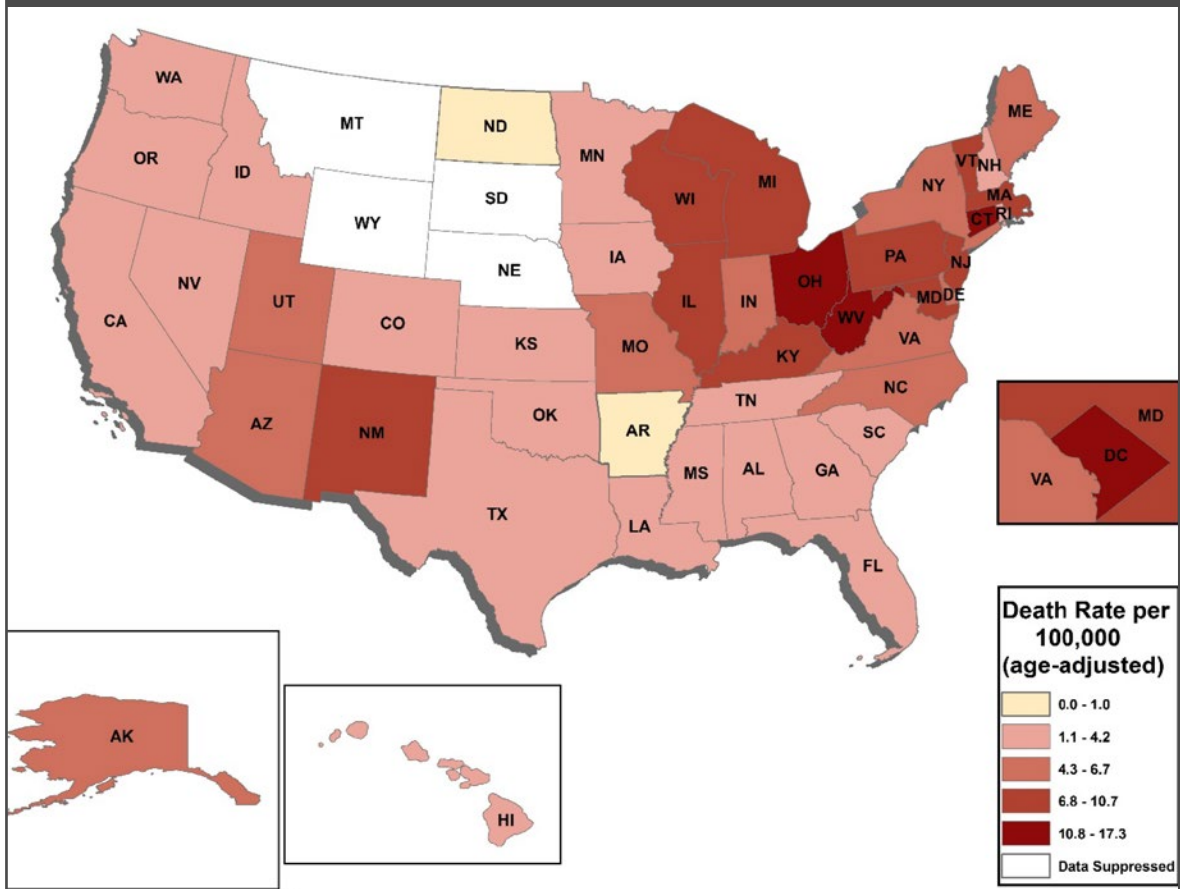 WA
MT
ND
MN
ME
OR
ID
SD
WI
MI
VT
NH
NY
MA
WY
CT
RI
IA
NE
PA
NJ
NV
UT
OH
IL
IN
MD
DE
CA
CO
WV
KS
MO
VA
KY
NC
TN
AZ
NM
OK
AR
SC
MS
AL
GA
TX
LA
FL
MD
DC
VA
AK
HI
Death Rate per
100,000
(age-adjusted)
0.0 - 1.0
1.1 - 4.2
4.3 - 6.7
6.8 - 10.7
10.8 - 17.3
Data Suppressed